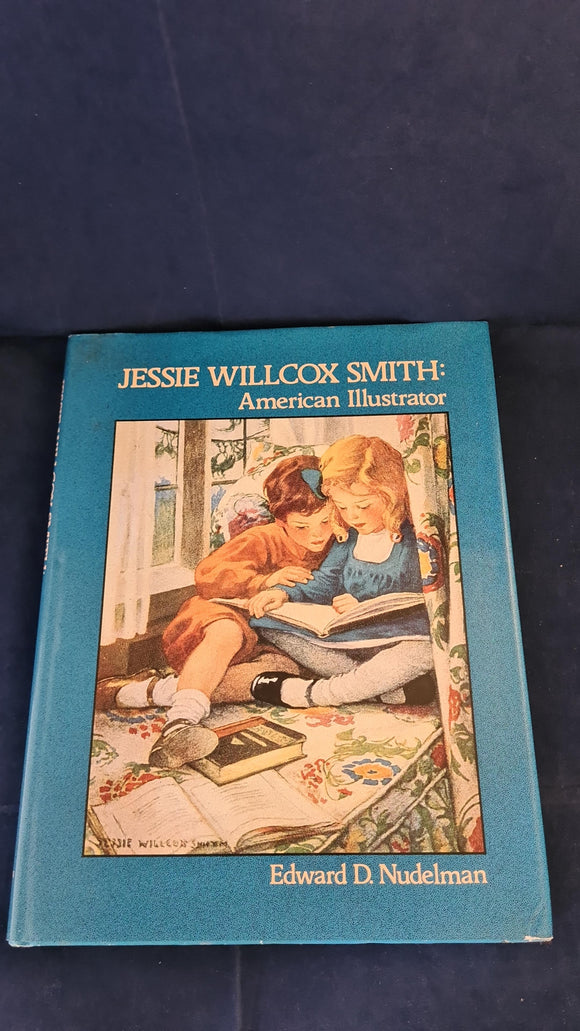 JESSIE WILLCOX SMITH:
American Illustrator
JESSIE WILLCOX SMITH
Edward D. Nudelman